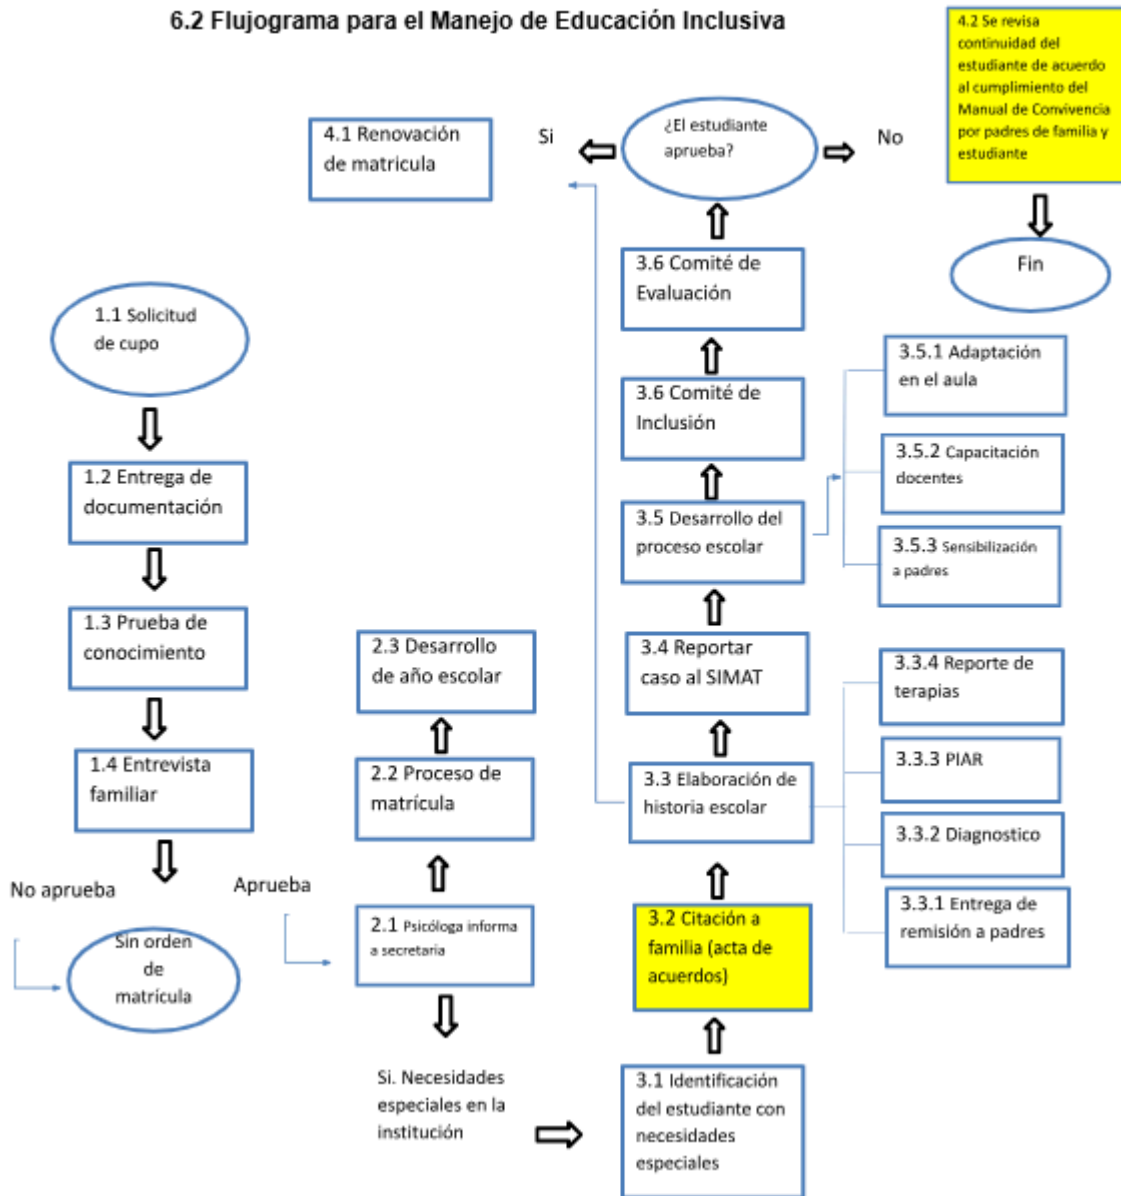 6.2 Flujograma para el Manejo de Educación Inclusiva
1.1 Solicitud
de cupo
1.2 Entrega de
documentación
1.3 Prueba de
conocimiento
1.4 Entrevista
familiar
No aprueba
Sin orden
de
matrícula
Aprueba
2.1 Psicóloga informa
a secretaria
2.2 Proceso de
matrícula
2.3 Desarrollo
de año escolar
Si. Necesidades
especiales en la
institución
3.1 Identificación
del estudiante con
necesidades
especiales
3.2 Citación a
familia (acta de
acuerdos)
3.3 Elaboración de
historia escolar
3.3.1 Entrega de
remisión a padres
3.3.2 Diagnostico
3.3.3 PIAR
3.3.4 Reporte de
terapias
3.4 Reportar
caso al SIMAT
3.5 Desarrollo del
proceso escolar
3.5.1 Adaptación
en el aula
3.5.2 Capacitación
docentes
3.5.3 Sensibilización
a padres
3.6 Comité de
Inclusión
3.6 Comité de
Evaluación
¿El estudiante
aprueba?
Si
4.1 Renovación
de matricula
No
4.2 Se revisa
continuidad del
estudiante de acuerdo
al cumplimiento del
Manual de Convivencia
por padres de familia y
estudiante
Fin